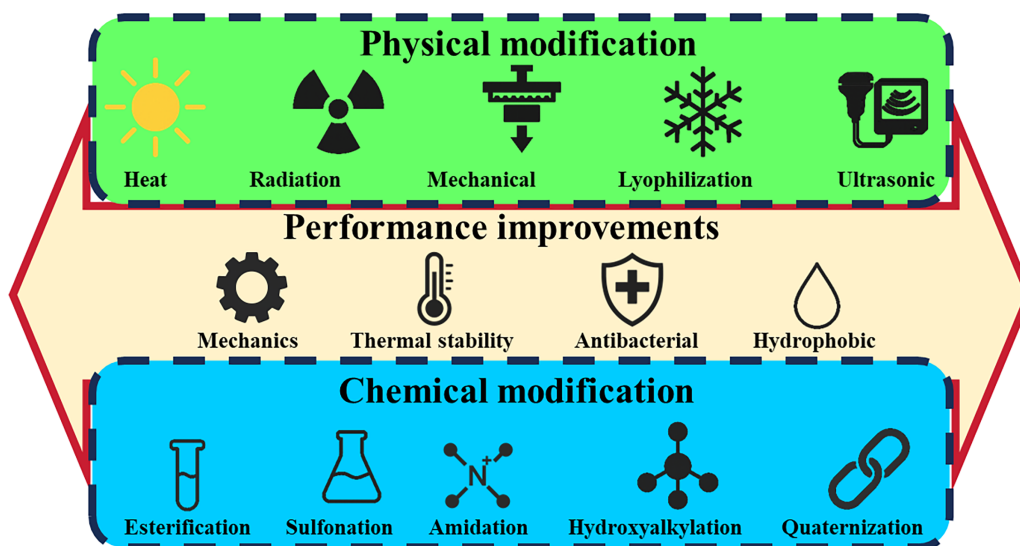 Physical modification
Heat Radiation Mechanical Lyophilization Ultrasonic
Performance improvements
Mechanics Thermal stability Antibacterial Hydrophobic
Chemical modification
N+
Esterification Sulfonation Amidation Hydroxyalkylation Quaternization